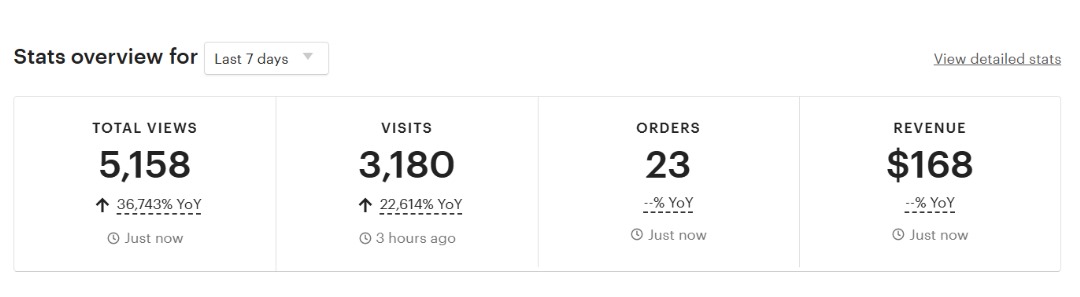 Stats overview for Last 7 days View detailed stats
TOTAL VIEWS VISITS ORDERS REVENUE
5,158 3,180 23 $168
36,743% YoY 22,614% YoY --% YoY --% YoY
Just now 3 hours ago Just now Just now